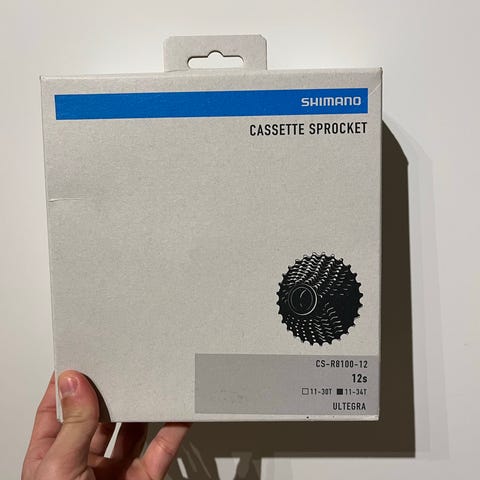 SHIMANO
CASSETTE SPROCKET
CS-R8100-12
12s
☐ 11-30T ■ 11-34T
ULTEGRA